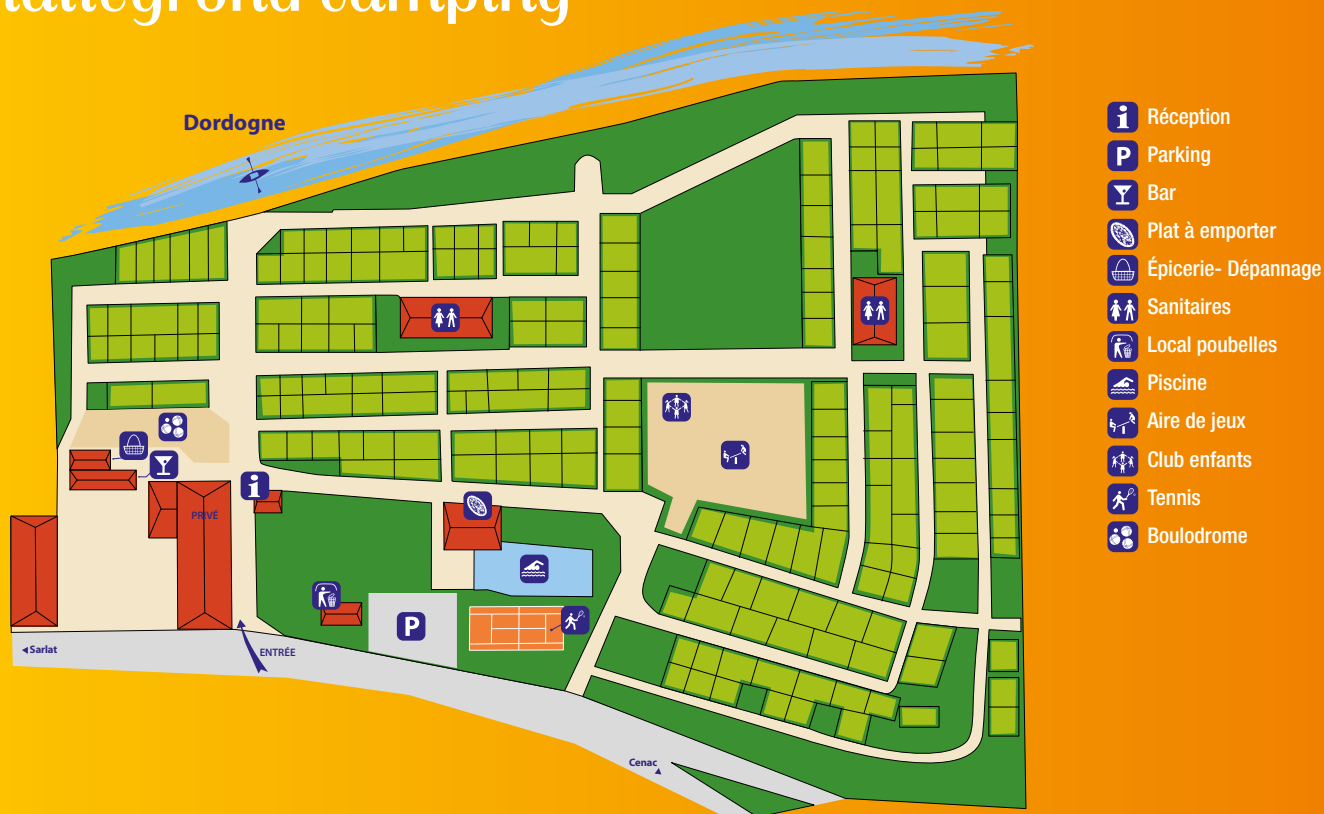 camping
Dordogne
Réception
Parking
Bar
Plat à emporter
Épicerie- Dépannage
Sanitaires
Local poubelles
Piscine
Aire de jeux
Club enfants
Tennis
Boulodrome
P
i
PRIVÉ
i
P
Sarlat
ENTRÉE
Cenac